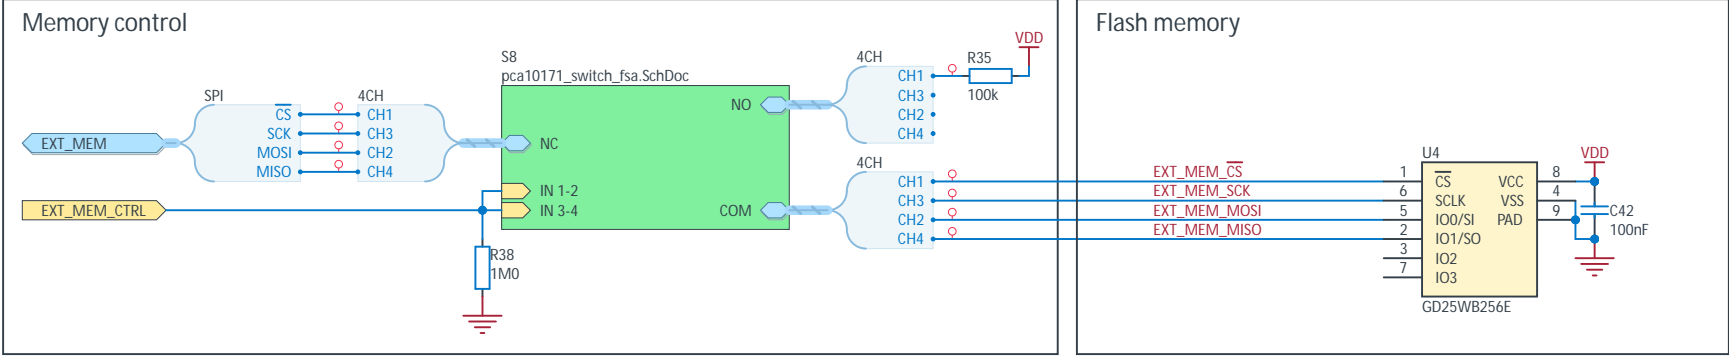 Memory control
SPI
CS
SCK
MOSI
MISO
4CH
CH1
CH3
CH2
CH4
EXT_MEM
EXT_MEM_CTRL
S8
pca10171_switch_fsa.SchDoc
NC
IN 1-2
IN 3-4
NO
COM
R38
1M0
4CH
CH1
CH3
CH2
CH4
R35
100k
VDD
4CH
CH1
CH3
CH2
CH4
Flash memory
EXT_MEM_CS
EXT_MEM_SCK
EXT_MEM_MOSI
EXT_MEM_MISO
U4
1 CS VCC 8
6 SCLK VSS 4
5 IO0/SI PAD 9
2 IO1/SO
3 IO2
7 IO3
GD25WB256E
VDD
C42
100nF